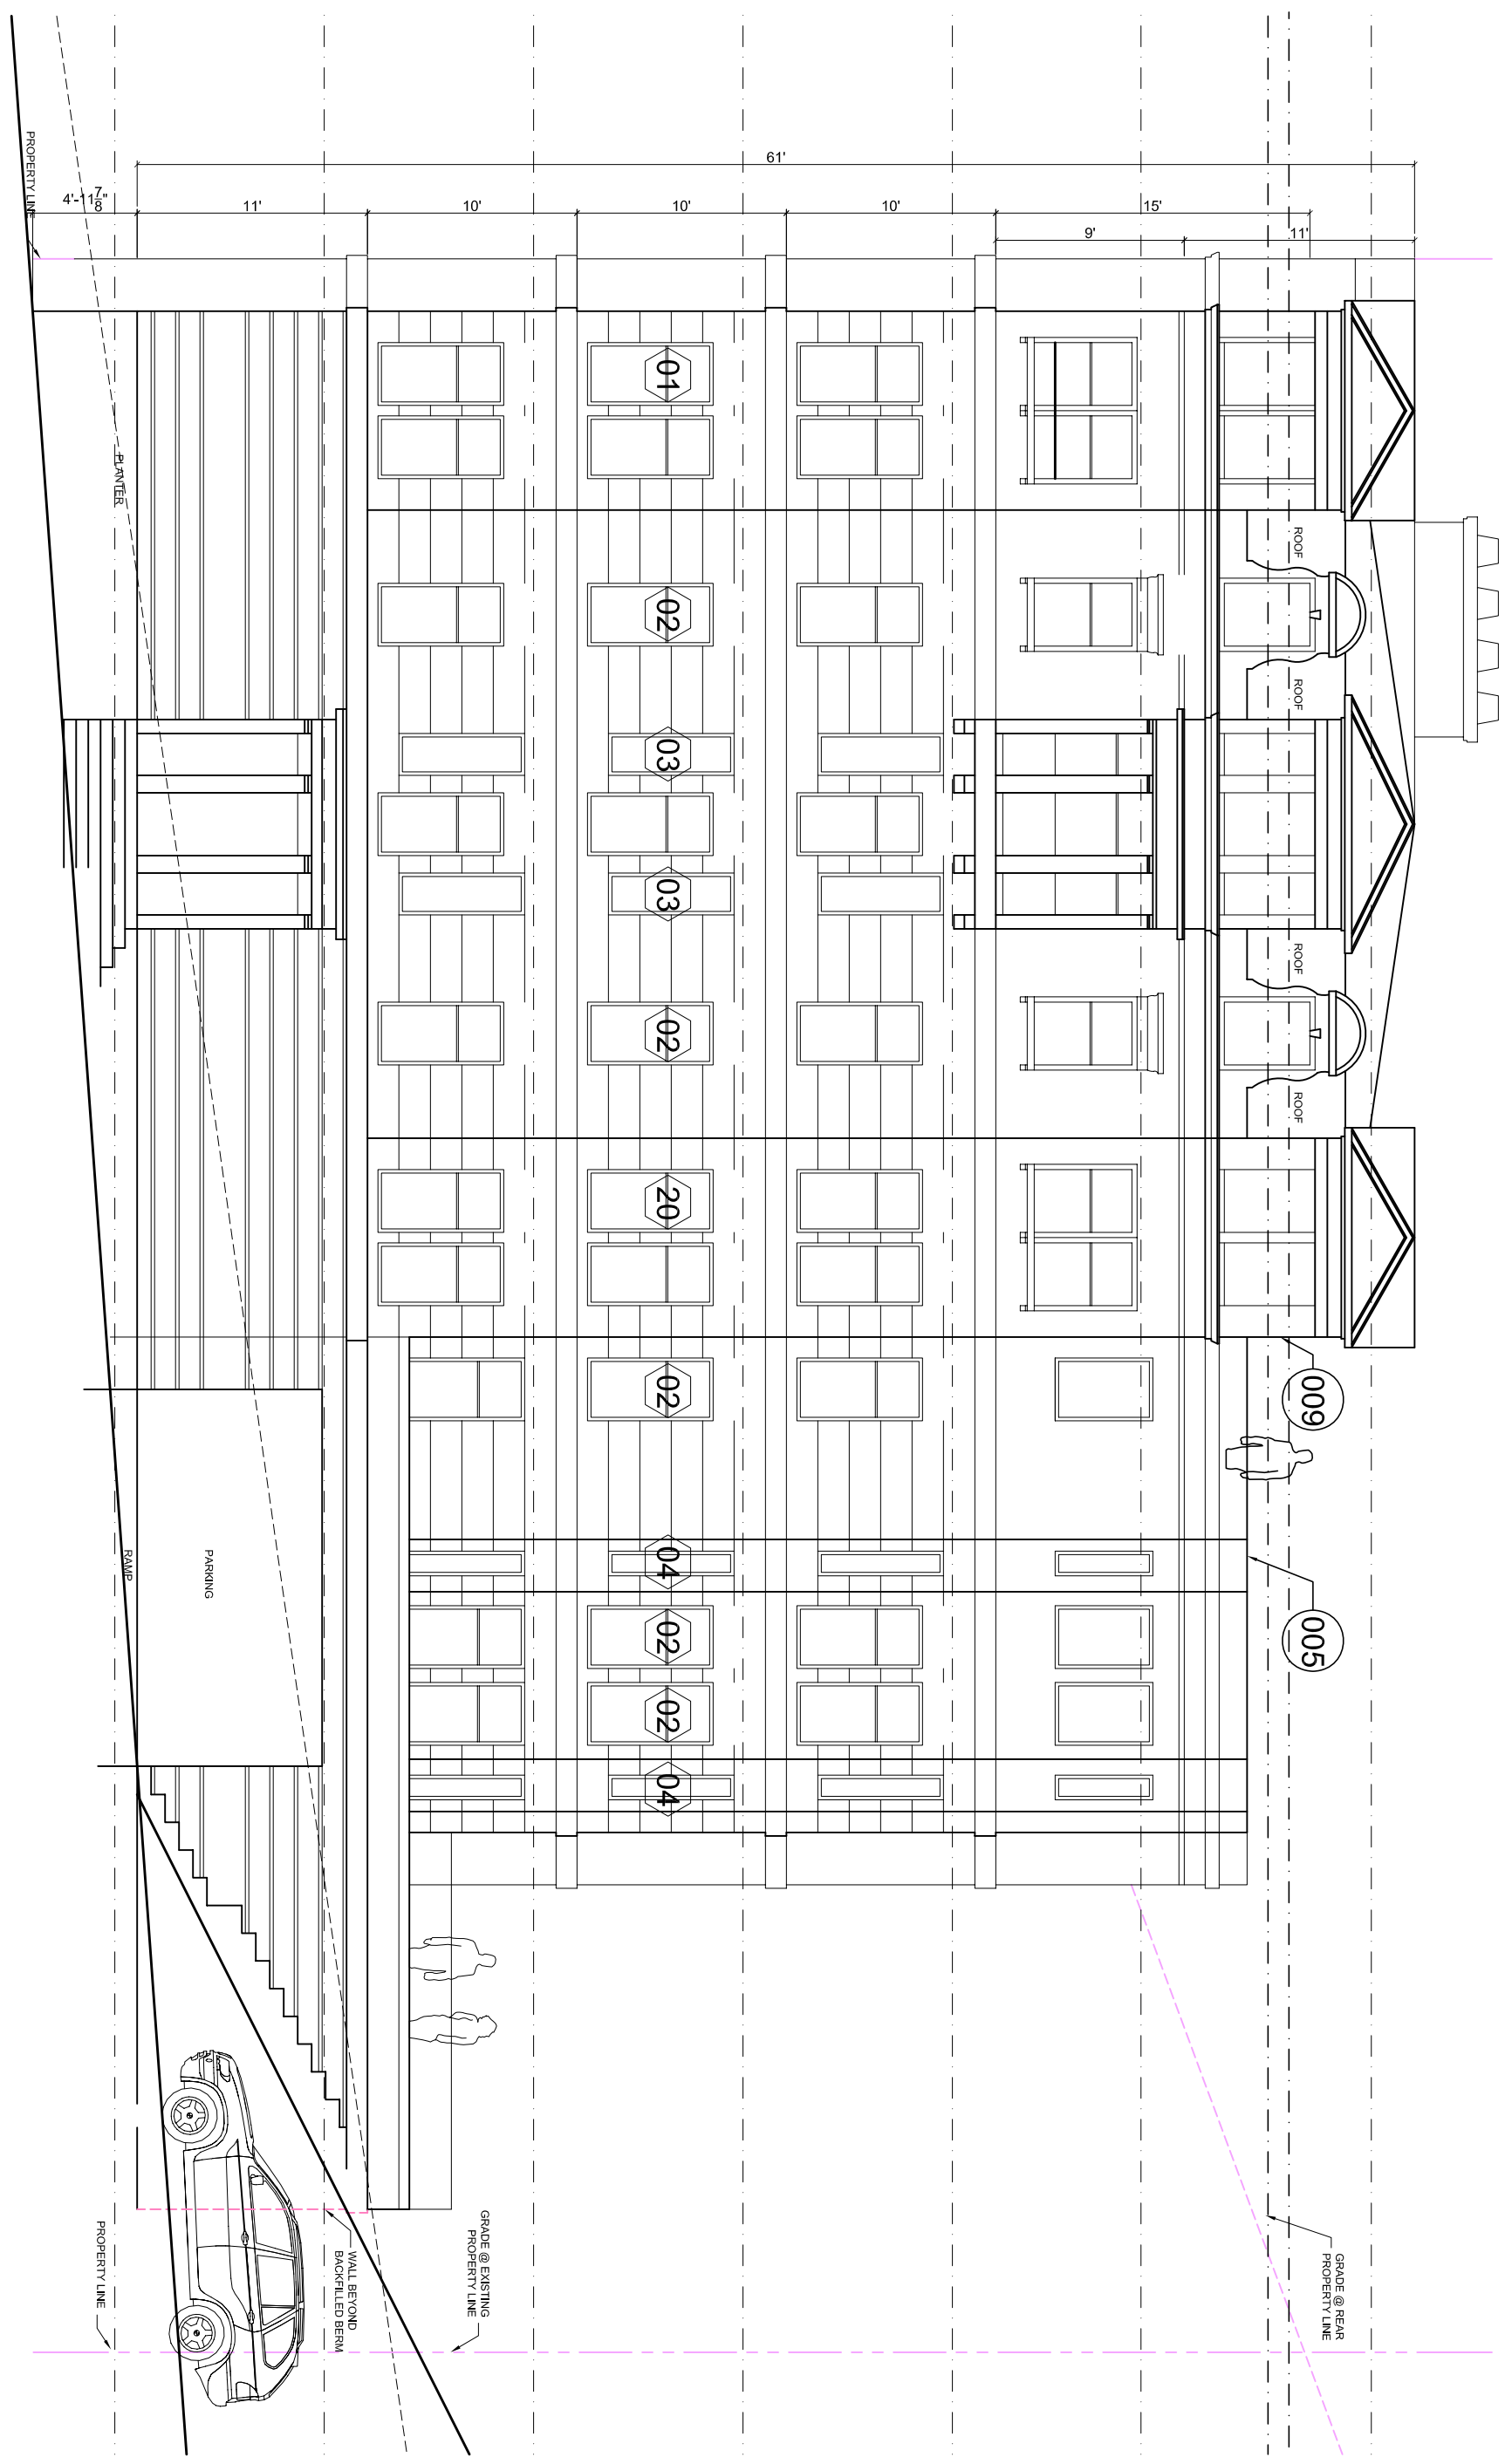 61'
4'-11 7/8"
11'
10'
10'
10'
15'
9'
11'
PROPERTY LINE
PLANTER
01
02
03
03
02
20
02
04
02
02
04
ROOF
ROOF
ROOF
ROOF
009
005
PARKING
RAMP
GRADE @ REAR
PROPERTY LINE
GRADE @ EXISTING
PROPERTY LINE
WALL BEYOND
BACKFILLED BERM
PROPERTY LINE